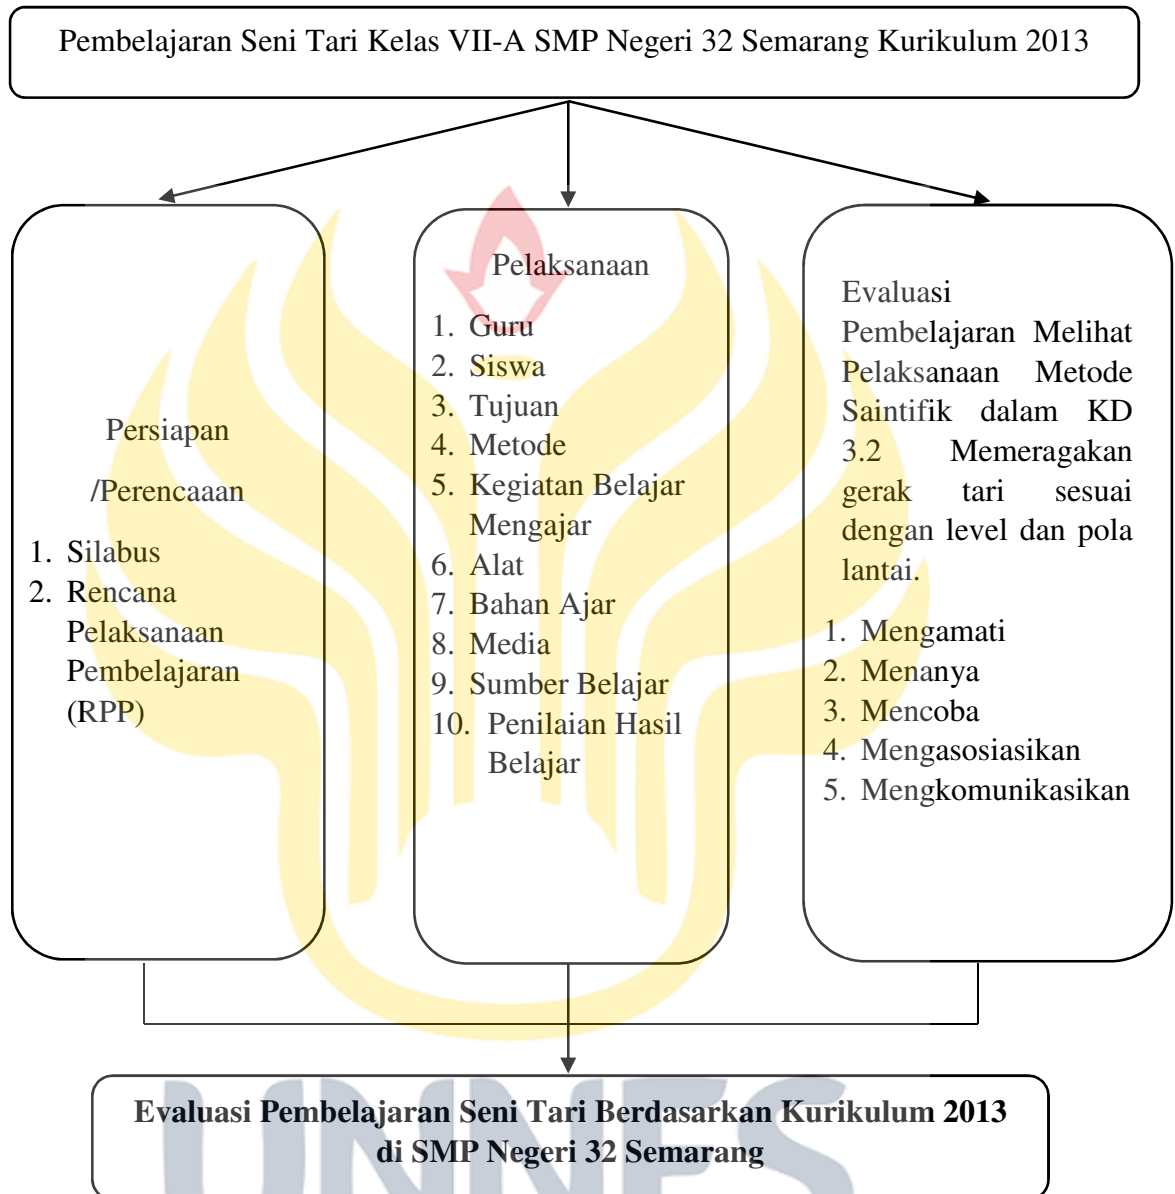 Pembelajaran Seni Tari Kelas VII-A SMP Negeri 32 Semarang Kurikulum 2013
Persiapan
/Perencaaan
1. Silabus
2. Rencana
Pelaksanaan
Pembelajaran
(RPP)
Pelaksanaan
1. Guru
2. Siswa
3. Tujuan
4. Metode
5. Kegiatan Belajar
Mengajar
6. Alat
7. Bahan Ajar
8. Media
9. Sumber Belajar
10. Penilaian Hasil
Belajar
Evaluasi
Pembelajaran Melihat
Pelaksanaan Metode
Saintifik dalam KD
3.2 Memeragakan
gerak tari sesuai
dengan level dan pola
lantai.
1. Mengamati
2. Menanya
3. Mencoba
4. Mengasosiasikan
5. Mengkomunikasikan
Evaluasi Pembelajaran Seni Tari Berdasarkan Kurikulum 2013
di SMP Negeri 32 Semarang
UNNES